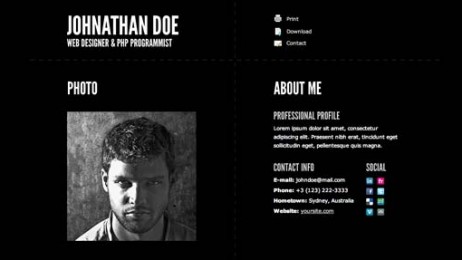 JOHNATHAN DOE
WEB DESIGNER & PHP PROGRAMMIST
Print
Download
Contact
PHOTO
ABOUT ME
PROFESSIONAL PROFILE
Lorem ipsum dolor sit amet, consectetur
adipiscing elit. Praesent nibh erat, tincidunt eget
sollicitudin eget, pellentesque quis magna.
CONTACT INFO
SOCIAL
E-mail: johndoe@mail.com
Phone: +3 (123) 222-3333
Hometown: Sydney, Australia
Website: yoursite.com